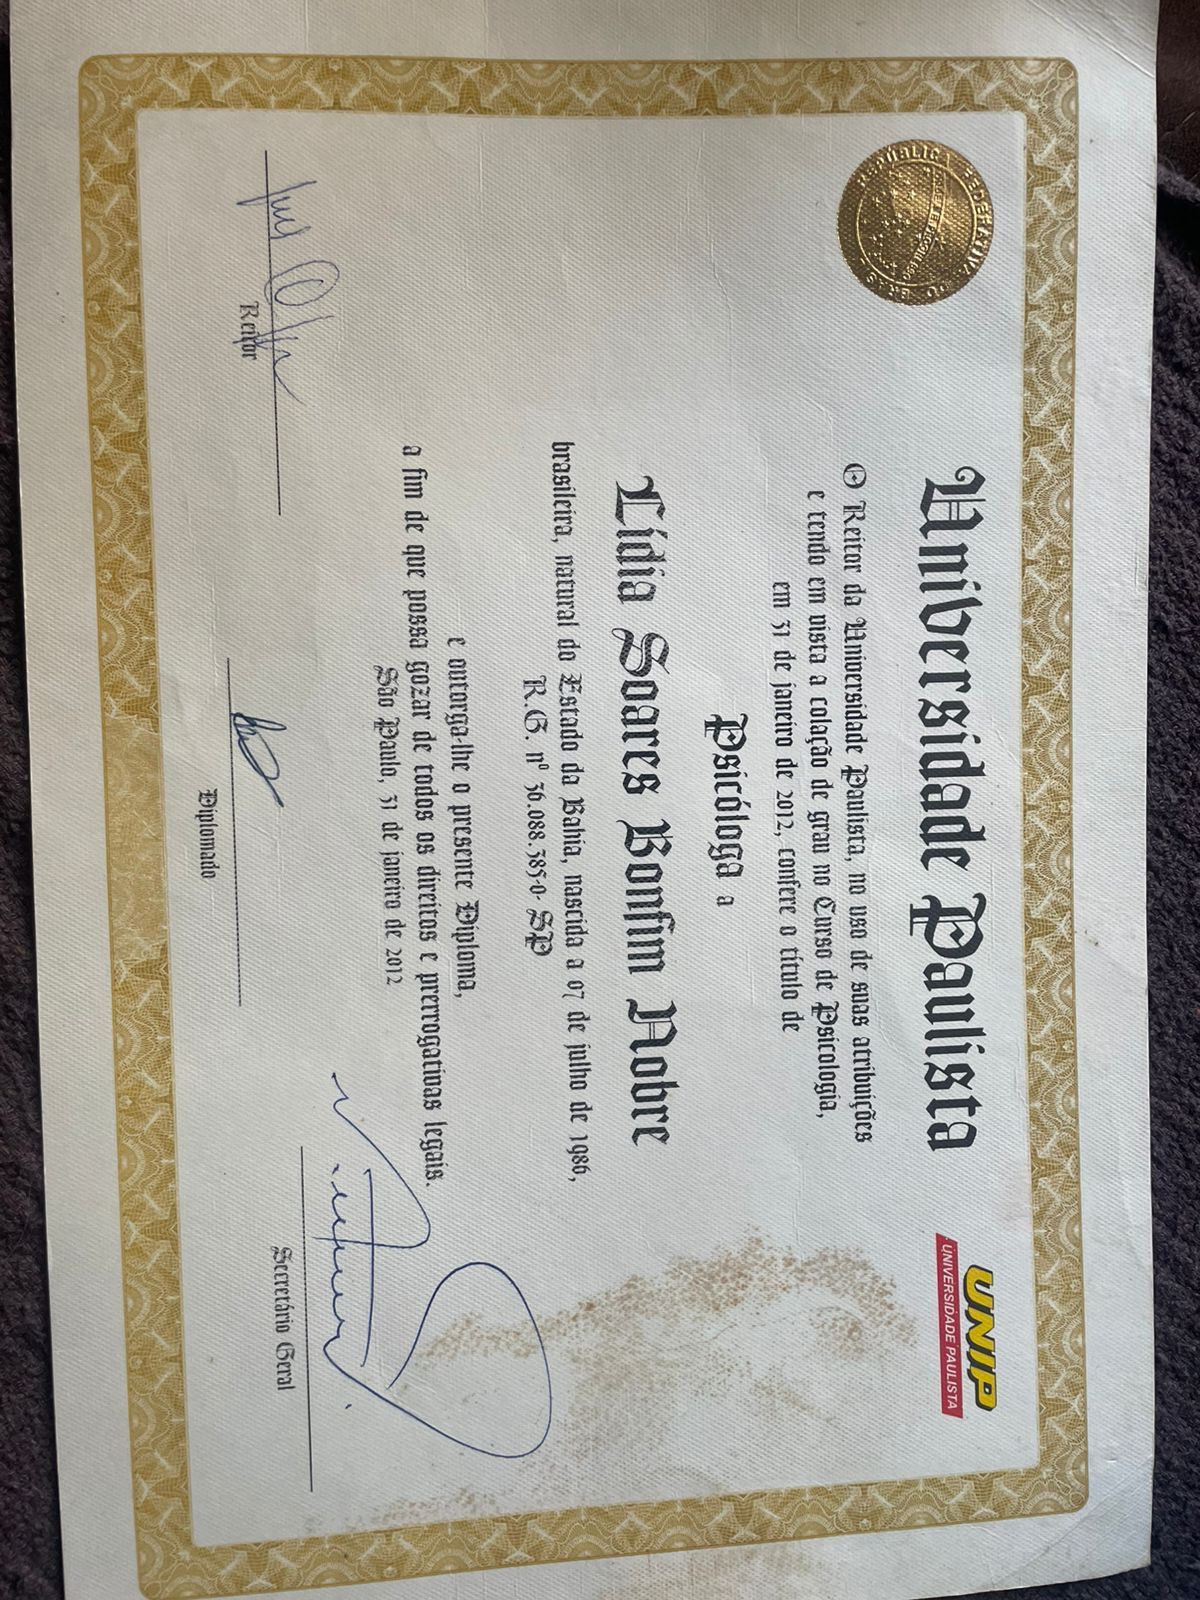 REPÚBLICA FEDERATIVA DO BRASIL
Universidade Paulista
UNIP
UNIVERSIDADE PAULISTA
O Reitor da Universidade Paulista, no uso de suas atribuições
e tendo em vista a colação de grau no Curso de Psicologia,
em 31 de janeiro de 2012, confere o título de
Psicóloga a
Lídia Soares Bonfim Nobre
brasileira, natural do Estado da Bahia, nascida a 07 de julho de 1986,
R.G. nº 36.088.385-0- SP
e outorga-lhe o presente Diploma,
a fim de que possa gozar de todos os direitos e prerrogativas legais.
São Paulo, 31 de janeiro de 2012
Reitor
Diplomado
Secretário Geral